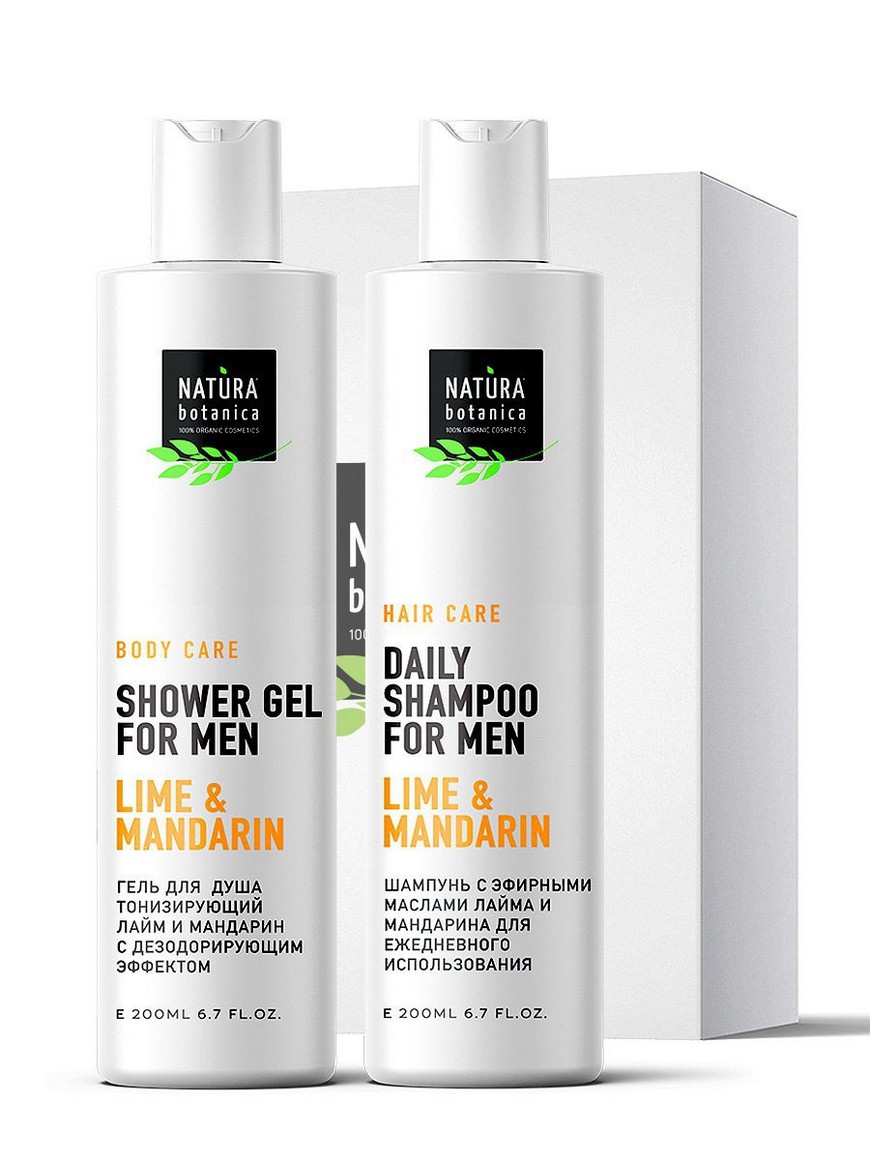 NATURA
botanica
100% ORGANIC COSMETICS
BODY CARE
SHOWER GEL
FOR MEN
LIME &
MANDARIN
ГЕЛЬ ДЛЯ ДУША
ТОНИЗИРУЮЩИЙ
ЛАЙМ И МАНДАРИН
С ДЕЗОДОРИРУЮЩИМ
ЭФФЕКТОМ
E 200ML 6.7 FL.OZ.
NATURA
botanica
100% ORGANIC COSMETICS
HAIR CARE
DAILY
SHAMPOO
FOR MEN
LIME &
MANDARIN
ШАМПУНЬ С ЭФИРНЫМИ
МАСЛАМИ ЛАЙМА И
МАНДАРИНА ДЛЯ
ЕЖЕДНЕВНОГО
ИСПОЛЬЗОВАНИЯ
E 200ML 6.7 FL.OZ.